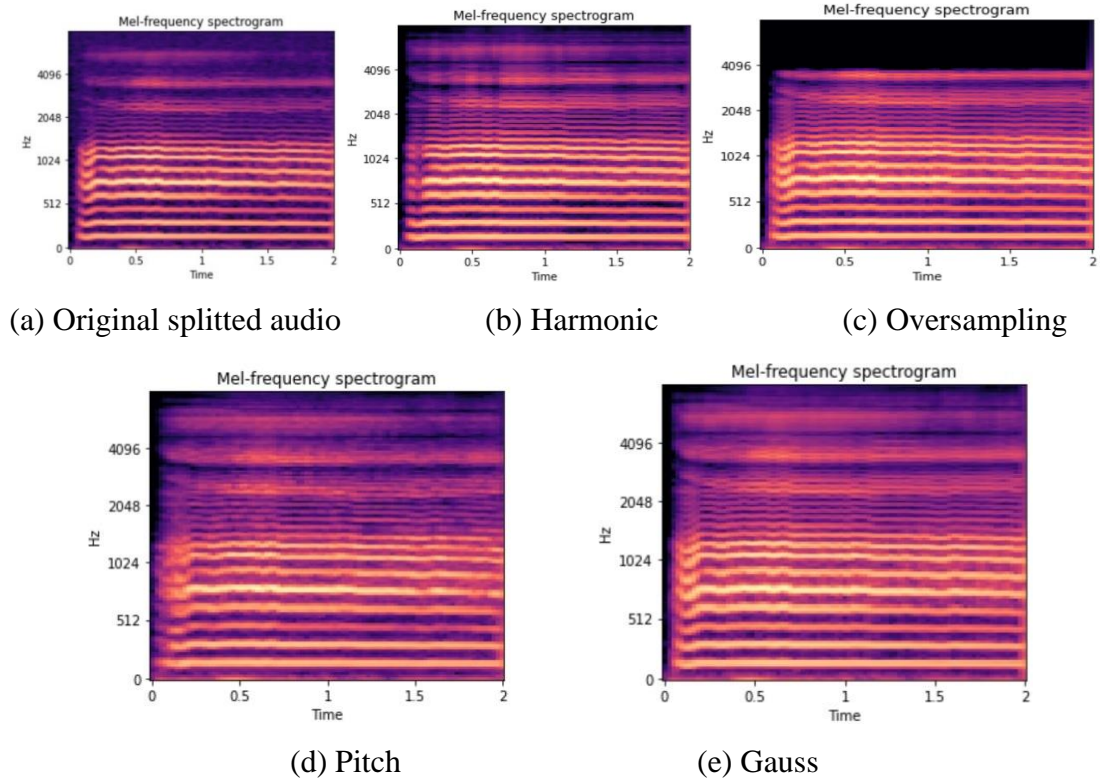 Mel-frequency spectrogram
4096
2048
1024
512
0
Hz
0 0.5 1 1.5 2
Time
(a) Original splitted audio
Mel-frequency spectrogram
4096
2048
1024
512
0
Hz
0 0.5 1 1.5 2
Time
(b) Harmonic
Mel-frequency spectrogram
4096
2048
1024
512
0
Hz
0 0.5 1 1.5 2
Time
(c) Oversampling
Mel-frequency spectrogram
4096
2048
1024
512
0
Hz
0 0.5 1 1.5 2
Time
(d) Pitch
Mel-frequency spectrogram
4096
2048
1024
512
0
Hz
0 0.5 1 1.5 2
Time
(e) Gauss